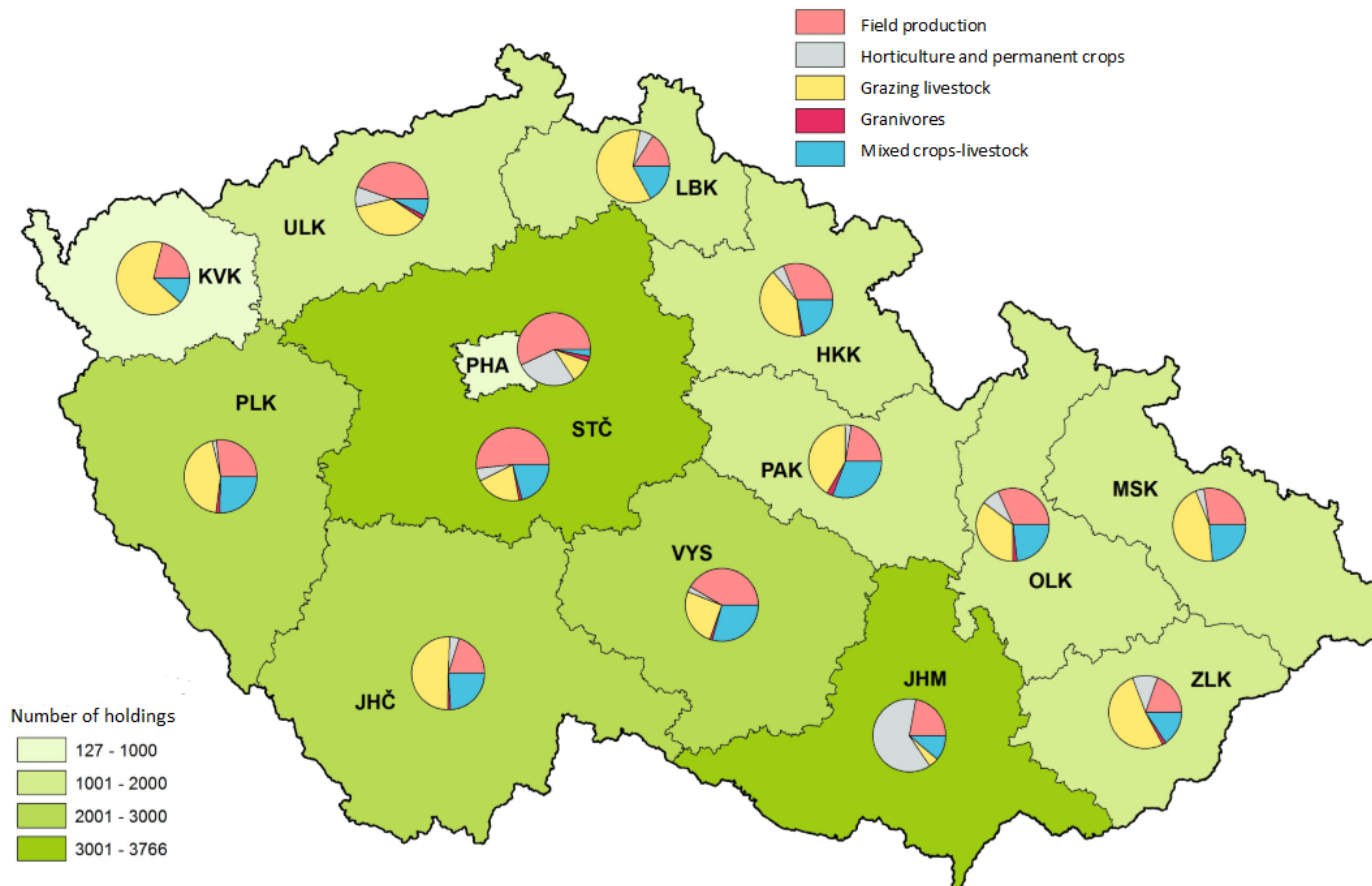 Field production
Horticulture and permanent crops
Grazing livestock
Granivores
Mixed crops-livestock
LBK
ULK
KVK
HKK
PHA
PLK
STČ
PAK
MSK
VYS
OLK
JHM
ZLK
JHČ
Number of holdings
127 - 1000
1001 - 2000
2001 - 3000
3001 - 3766